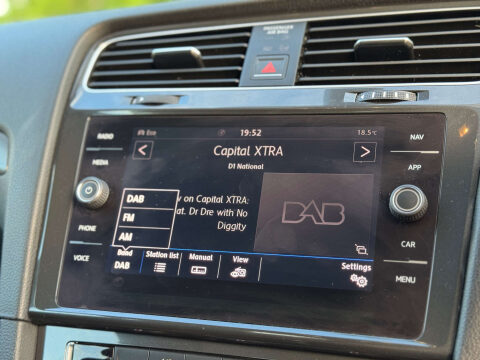 PASSENGER
AIR BAG
RADIO
MEDIA
PHONE
VOICE
NAV
APP
CAR
MENU
Eco
19:52
18.5°C
Capital XTRA
D1 National
on Capital XTRA:
at. Dr Dre with No
Diggity
DAB
FM
AM
DAB
Band
DAB
Station list
Manual
View
Settings